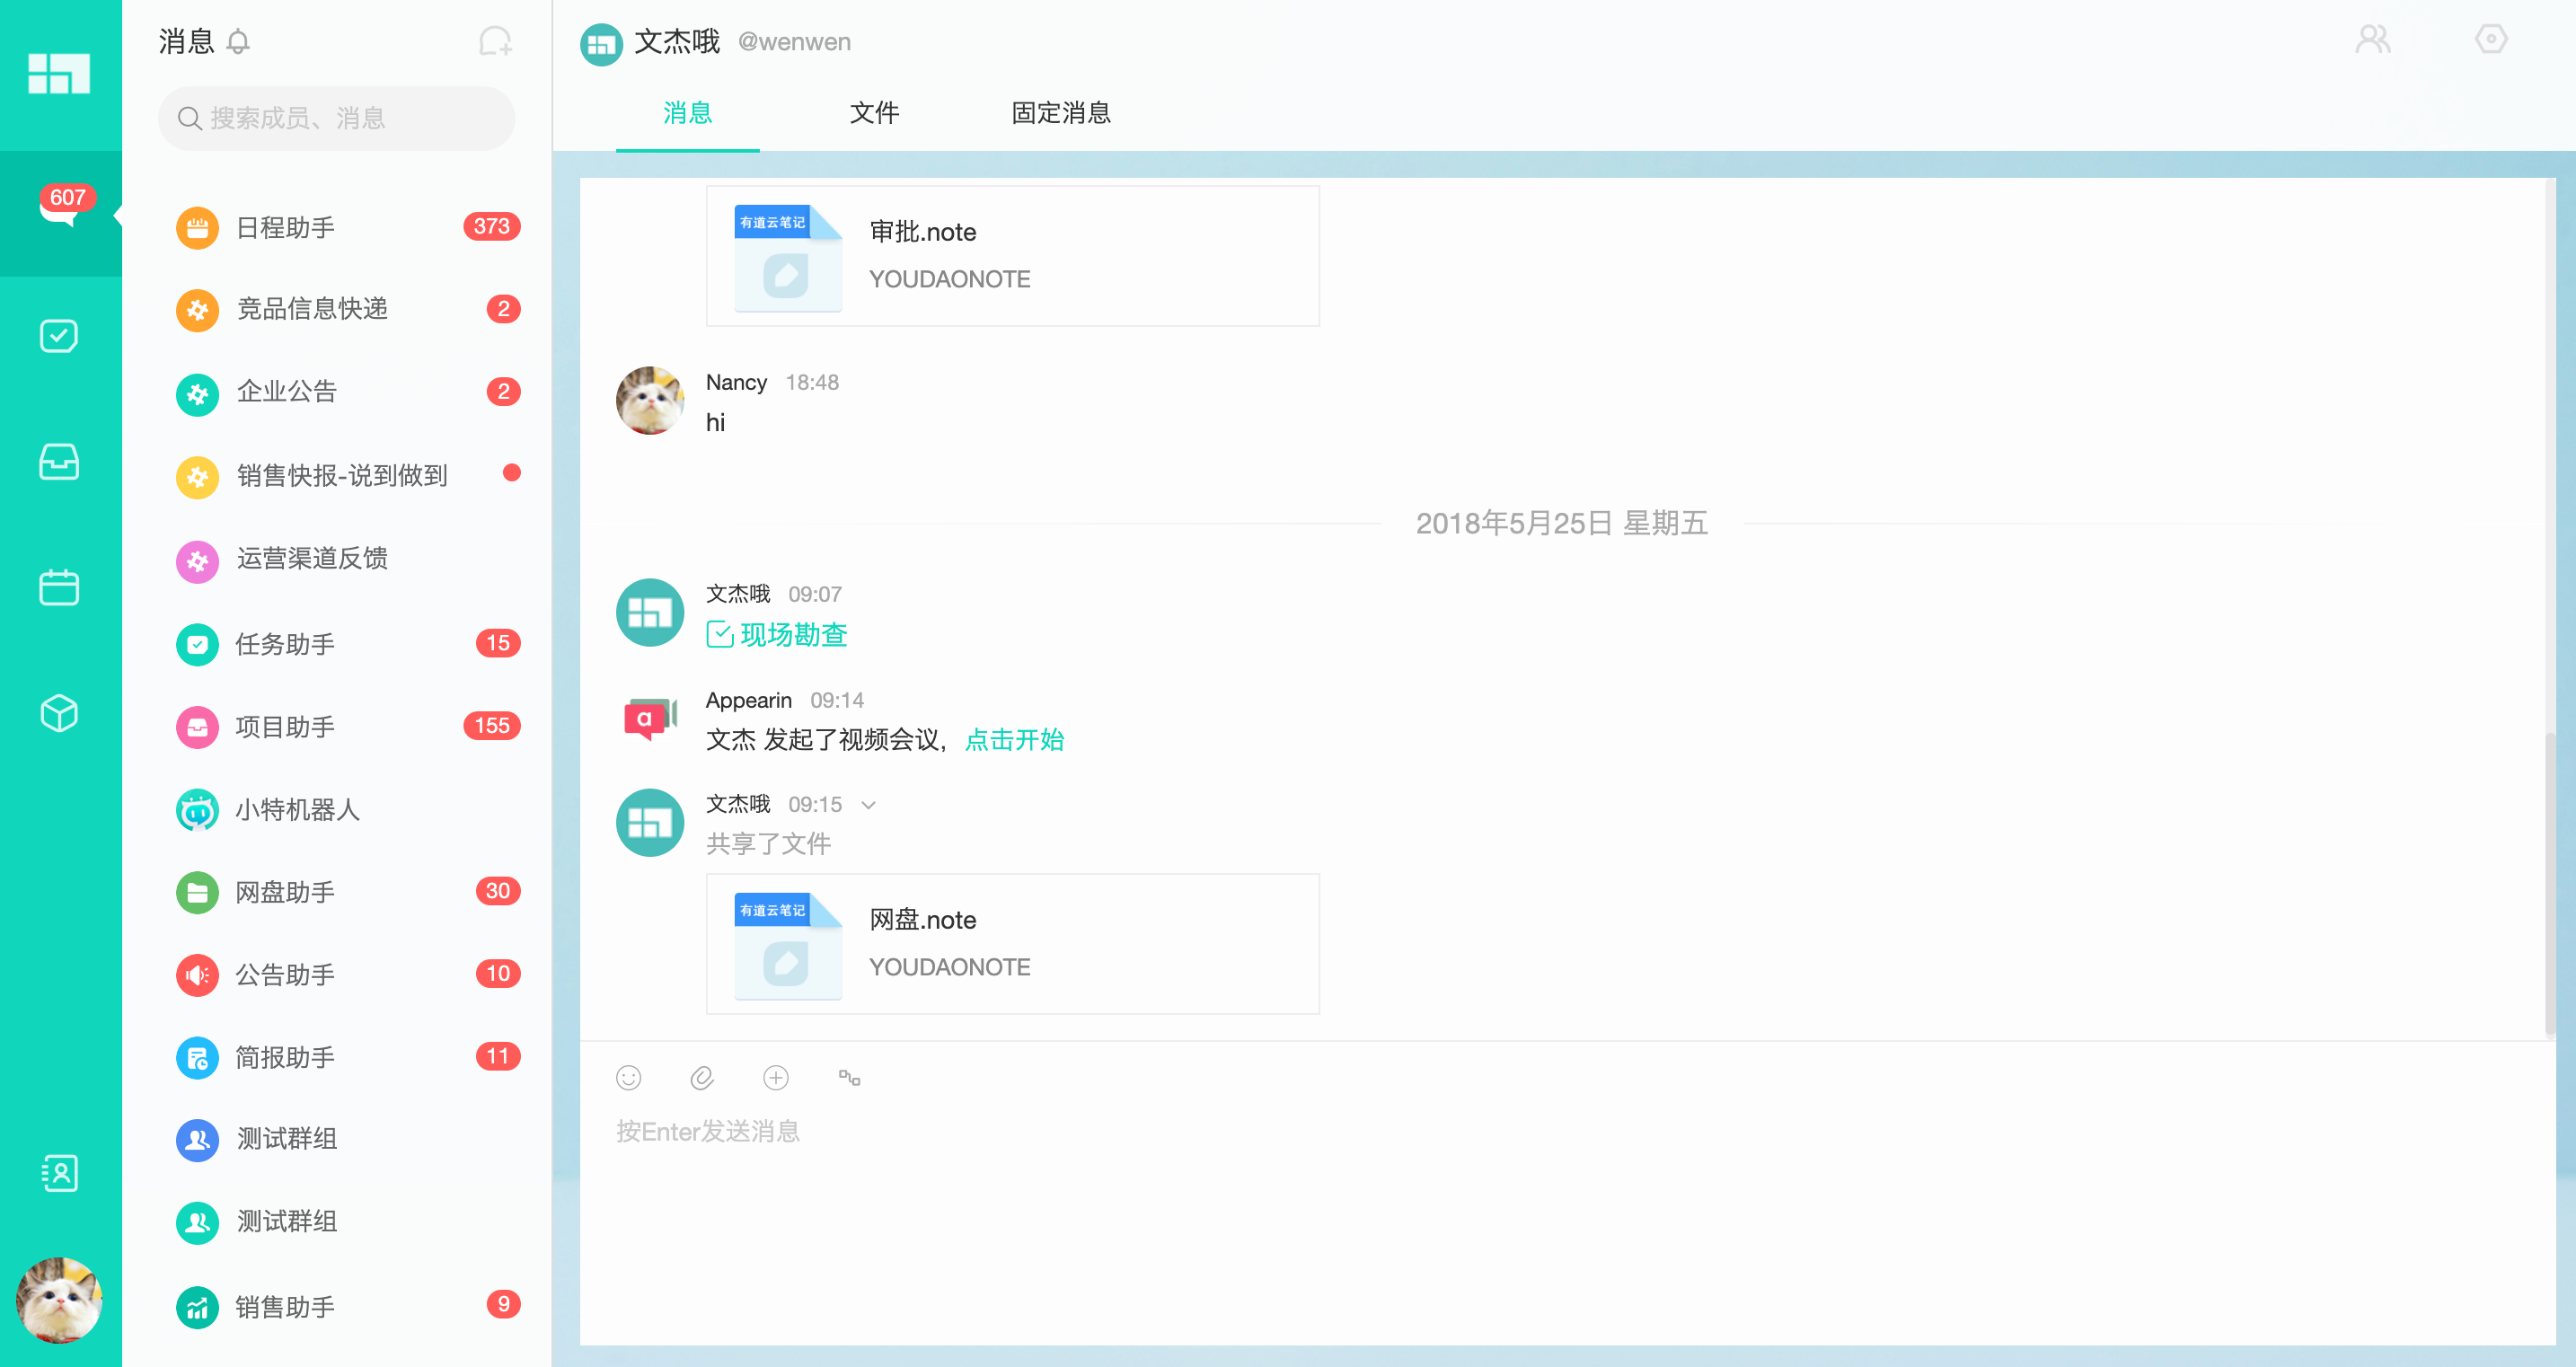 607
消息
搜索成员、消息
日程助手 373
竞品信息快递 2
企业公告 2
销售快报-说到做到
运营渠道反馈
任务助手 15
项目助手 155
小特机器人
网盘助手 30
公告助手 10
简报助手 11
测试群组
测试群组
销售助手 9
文杰哦 @wenwen
消息 文件 固定消息
有道云笔记
审批.note
YOUDAONOTE
Nancy 18:48
hi
2018年5月25日 星期五
文杰哦 09:07
现场勘查
Appearin 09:14
a
文杰 发起了视频会议，点击开始
文杰哦 09:15
共享了文件
有道云笔记
网盘.note
YOUDAONOTE
按Enter发送消息